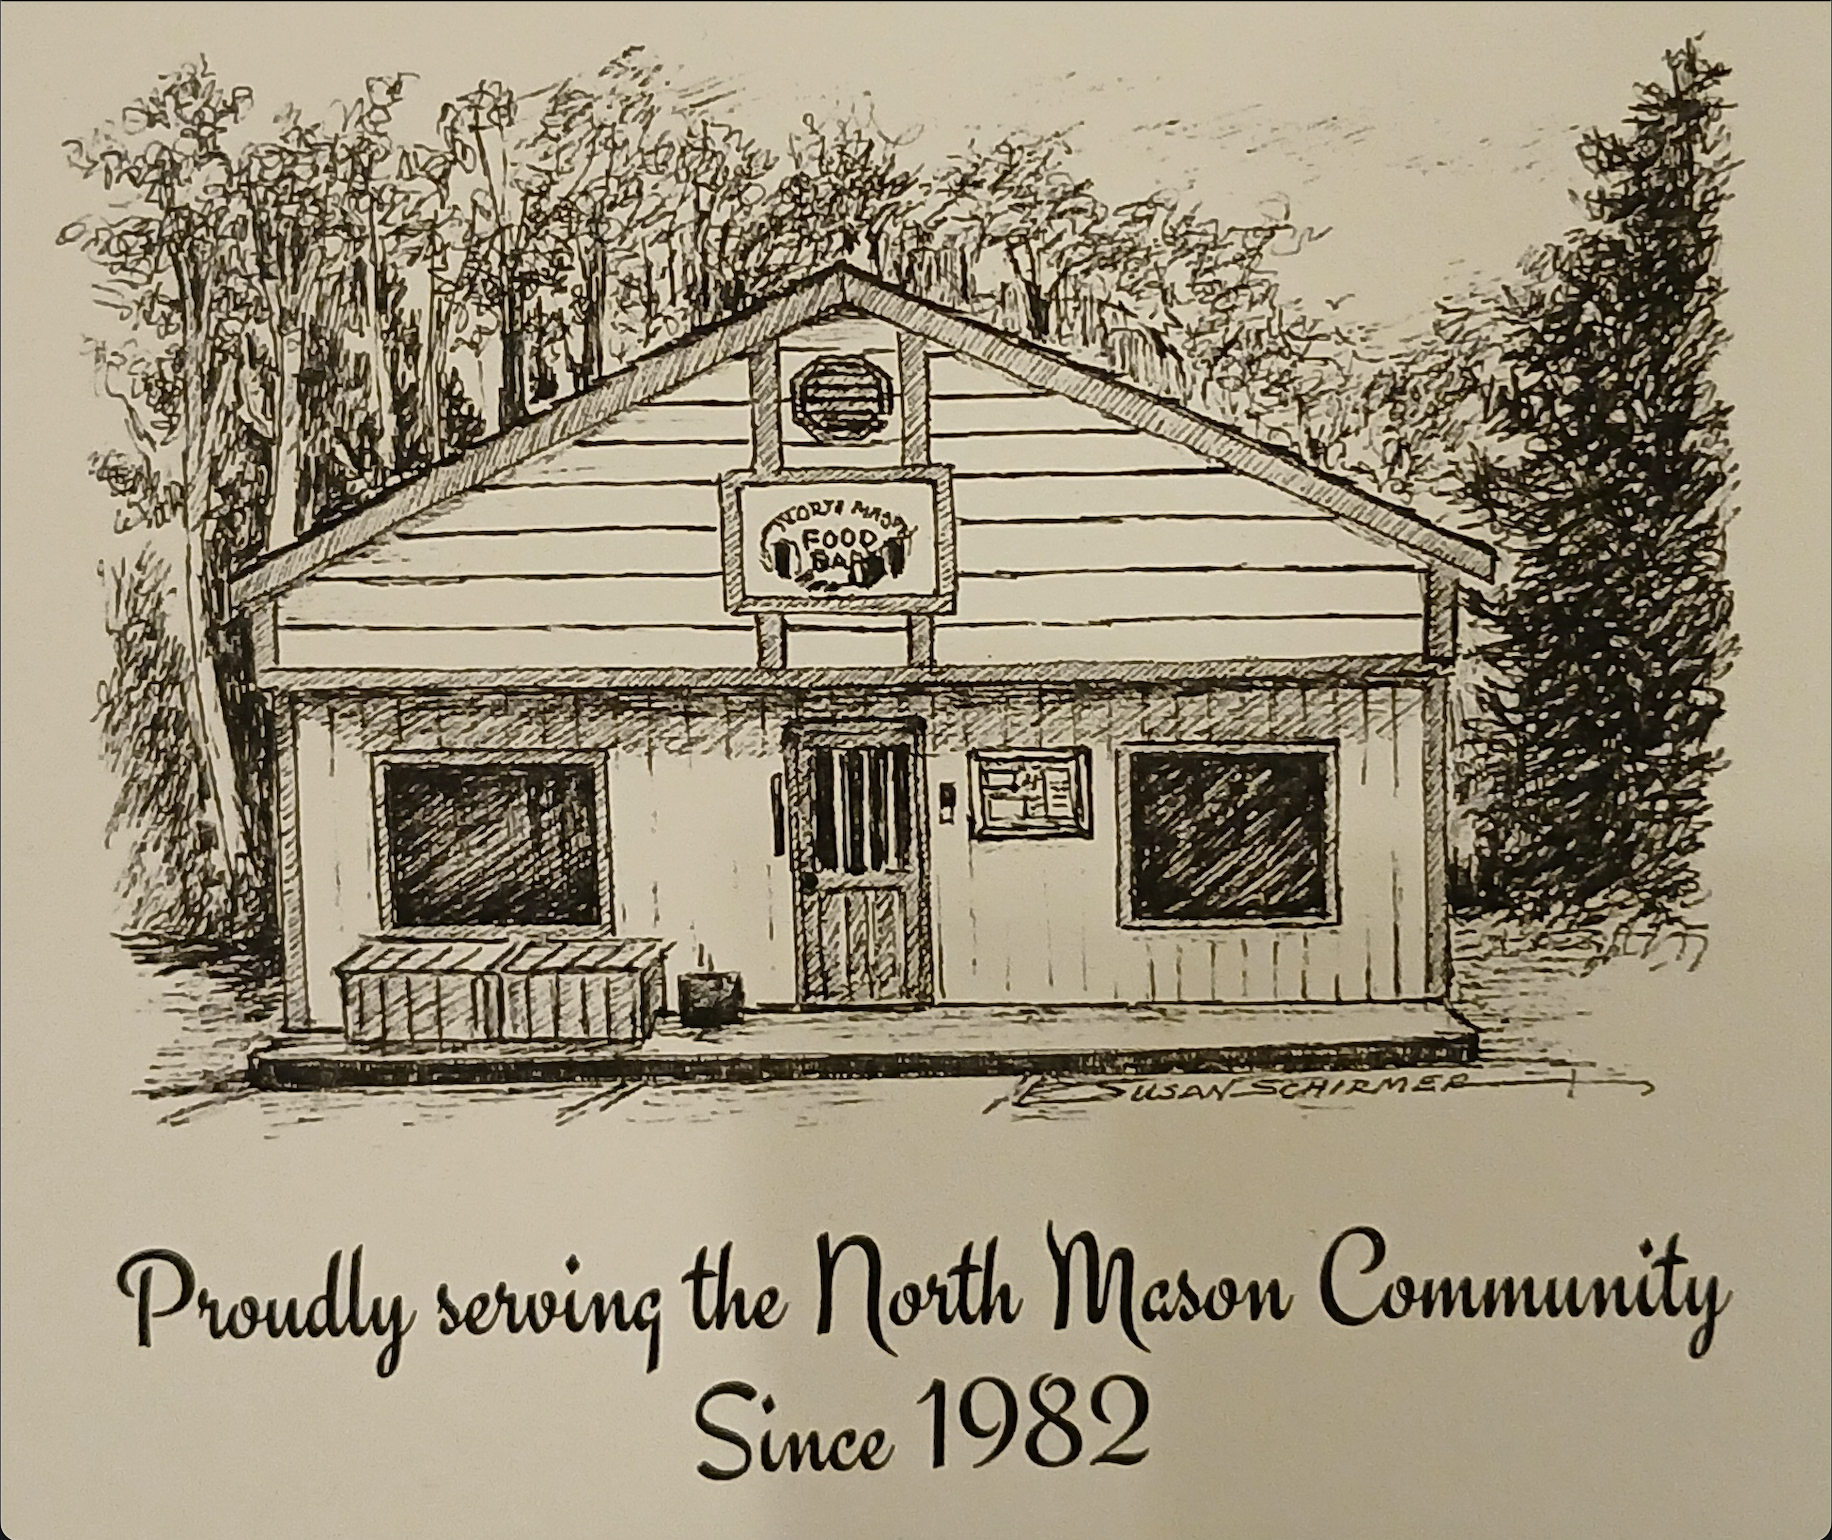 NORTH MASON
FOOD
BANK
SUSAN SCHIRMER
Proudly serving the North Mason Community
Since 1982